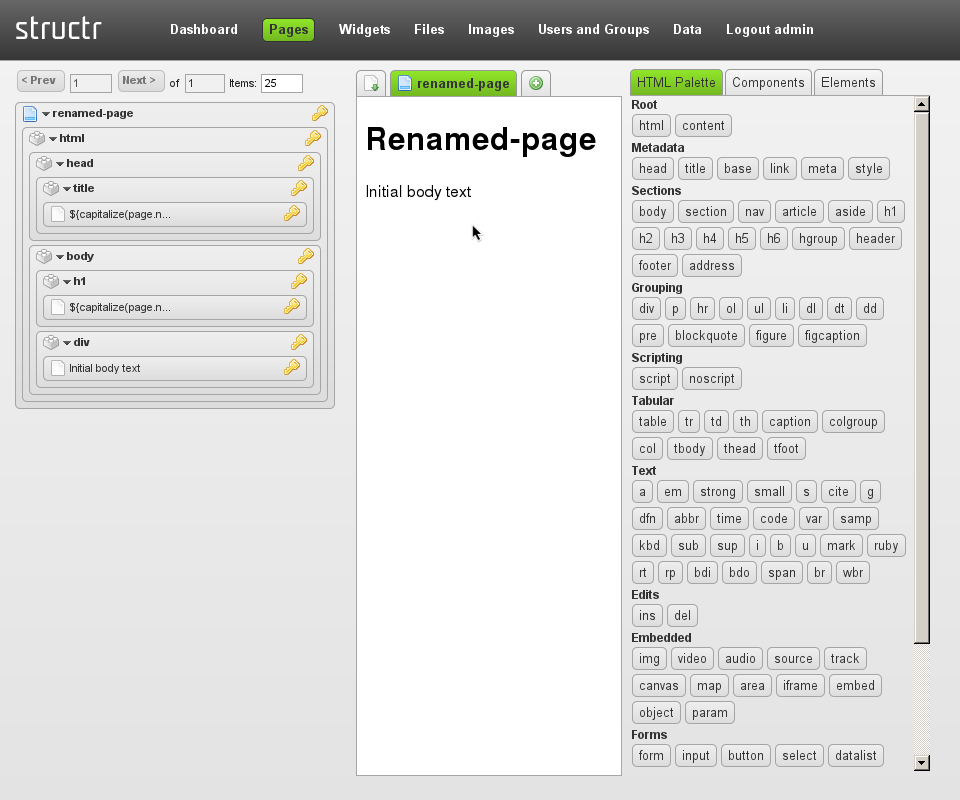 structr
Dashboard Pages Widgets Files Images Users and Groups Data Logout admin
< Prev 1 Next > of 1 Items: 25
renamed-page
html
head
title
${capitalize(page.n...
body
h1
${capitalize(page.n...
div
Initial body text
renamed-page
Renamed-page
Initial body text
HTML Palette Components Elements
Root
html content
Metadata
head title base link meta style
Sections
body section nav article aside h1
h2 h3 h4 h5 h6 hgroup header
footer address
Grouping
div p hr ol ul li dl dt dd
pre blockquote figure figcaption
Scripting
script noscript
Tabular
table tr td th caption colgroup
col tbody thead tfoot
Text
a em strong small s cite g
dfn abbr time code var samp
kbd sub sup i b u mark ruby
rt rp bdi bdo span br wbr
Edits
ins del
Embedded
img video audio source track
canvas map area iframe embed
object param
Forms
form input button select datalist